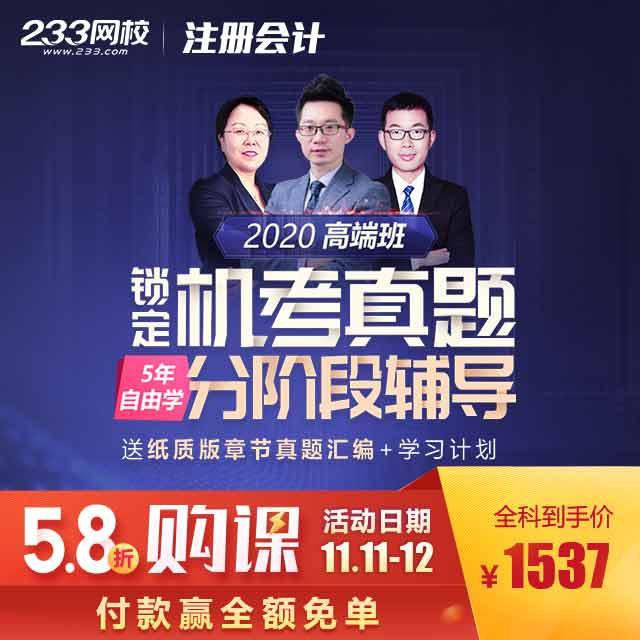 233网校 注册会计
www.233.com
2020 高端班
锁定 机考真题
5年自由学 分阶段辅导
送纸质版章节真题汇编+学习计划
5.8折 购课 活动日期 11.11-12
付款赢全额免单
全科到手价
¥1537